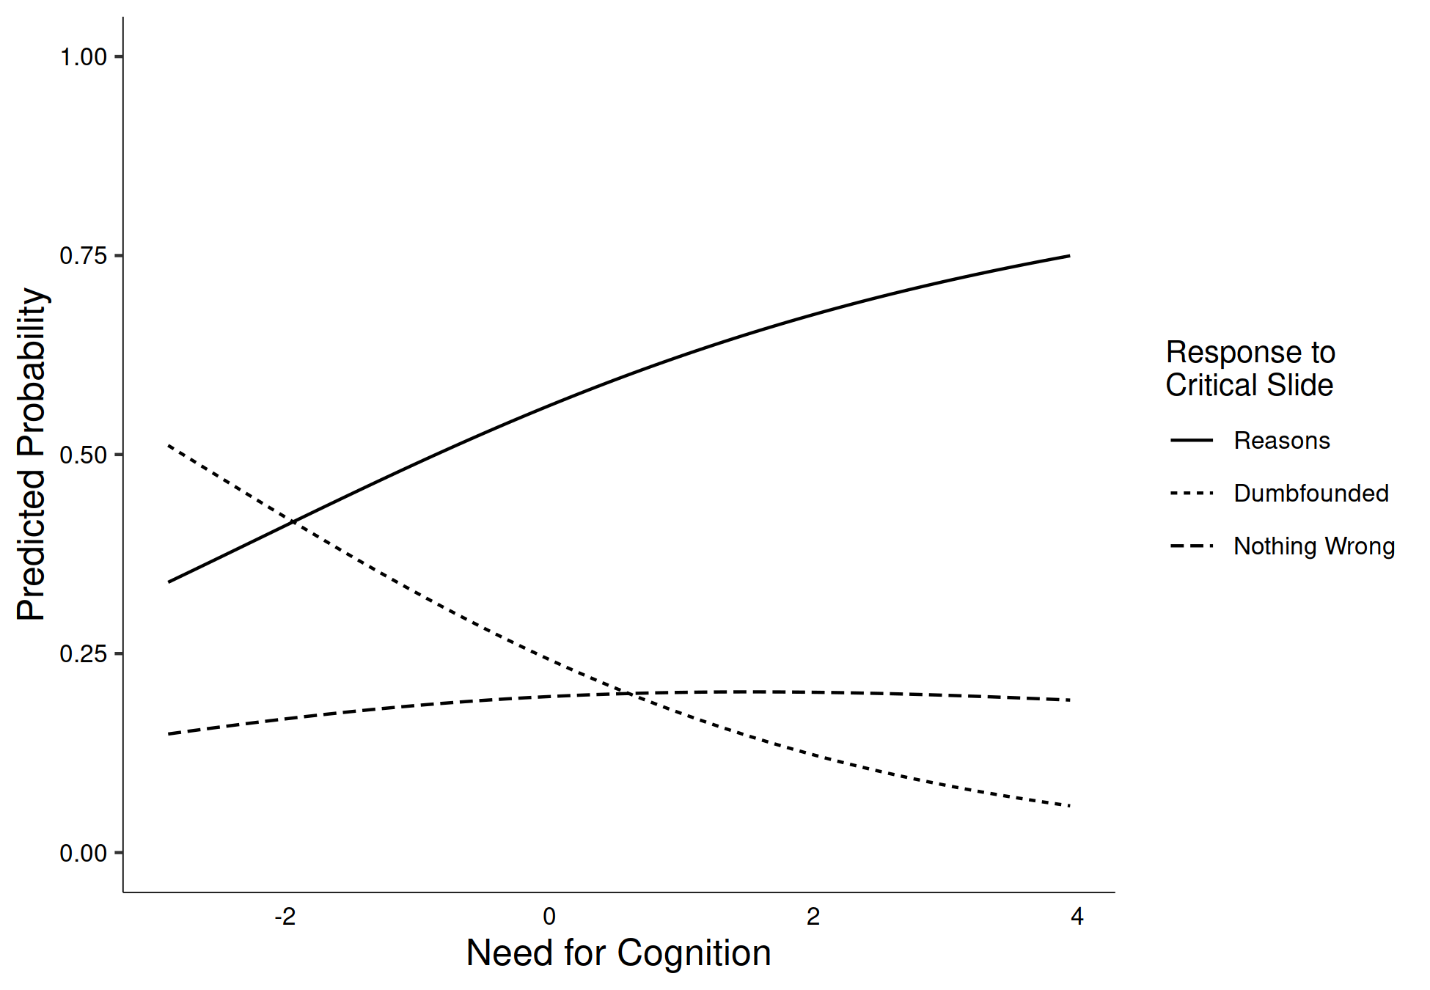 1.00
0.75
0.50
0.25
0.00
Predicted Probability
-2
0
2
4
Need for Cognition
Response to
Critical Slide
Reasons
Dumbfounded
Nothing Wrong